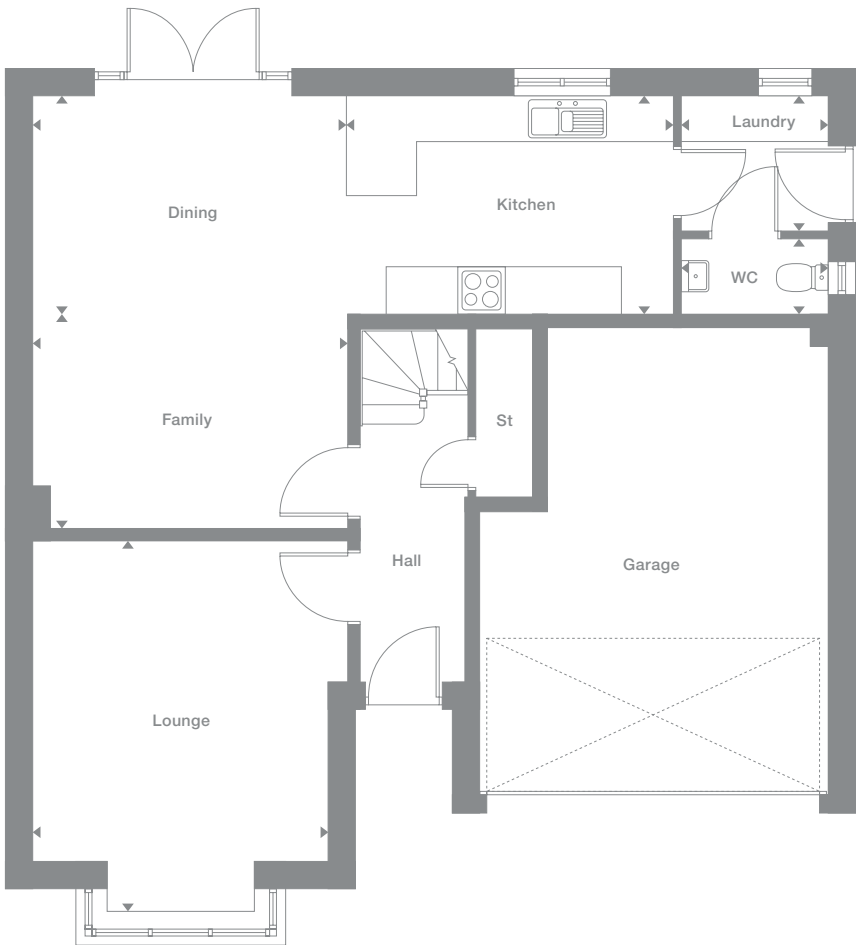 Laundry
Dining
Kitchen
WC
Family
St
Hall
Garage
Lounge